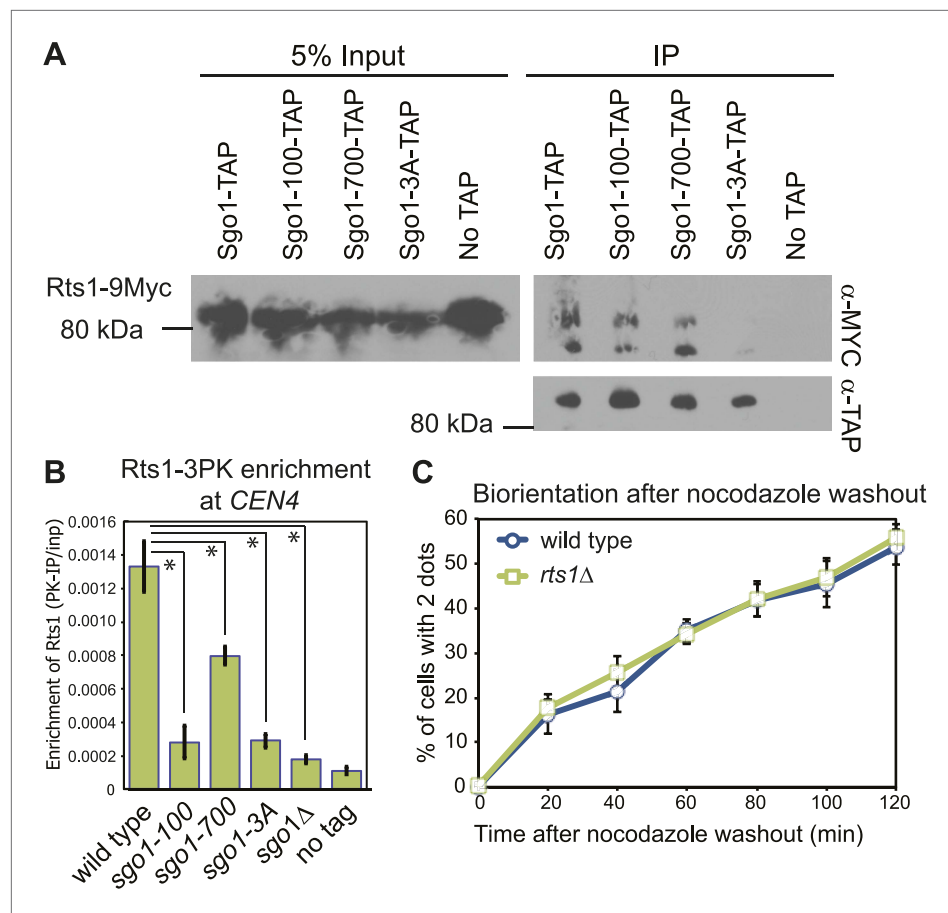 A
5% Input
IP
Sgo1-TAP
Sgo1-100-TAP
Sgo1-700-TAP
Sgo1-3A-TAP
No TAP
Sgo1-TAP
Sgo1-100-TAP
Sgo1-700-TAP
Sgo1-3A-TAP
No TAP
Rts1-9Myc
80 kDa
α-MYC
α-TAP
80 kDa
B
Rts1-3PK enrichment
at CEN4
Enrichment of Rts1 (PK-IP/inp)
0.0016
0.0014
0.0012
0.001
0.0008
0.0006
0.0004
0.0002
0
*
*
*
*
wild type
sgo1-100
sgo1-700
sgo1-3A
sgo1Δ
no tag
C
Biorientation after nocodazole washout
% of cells with 2 dots
60
50
40
30
20
10
0
wild type
rts1Δ
0 20 40 60 80 100 120
Time after nocodazole washout (min)